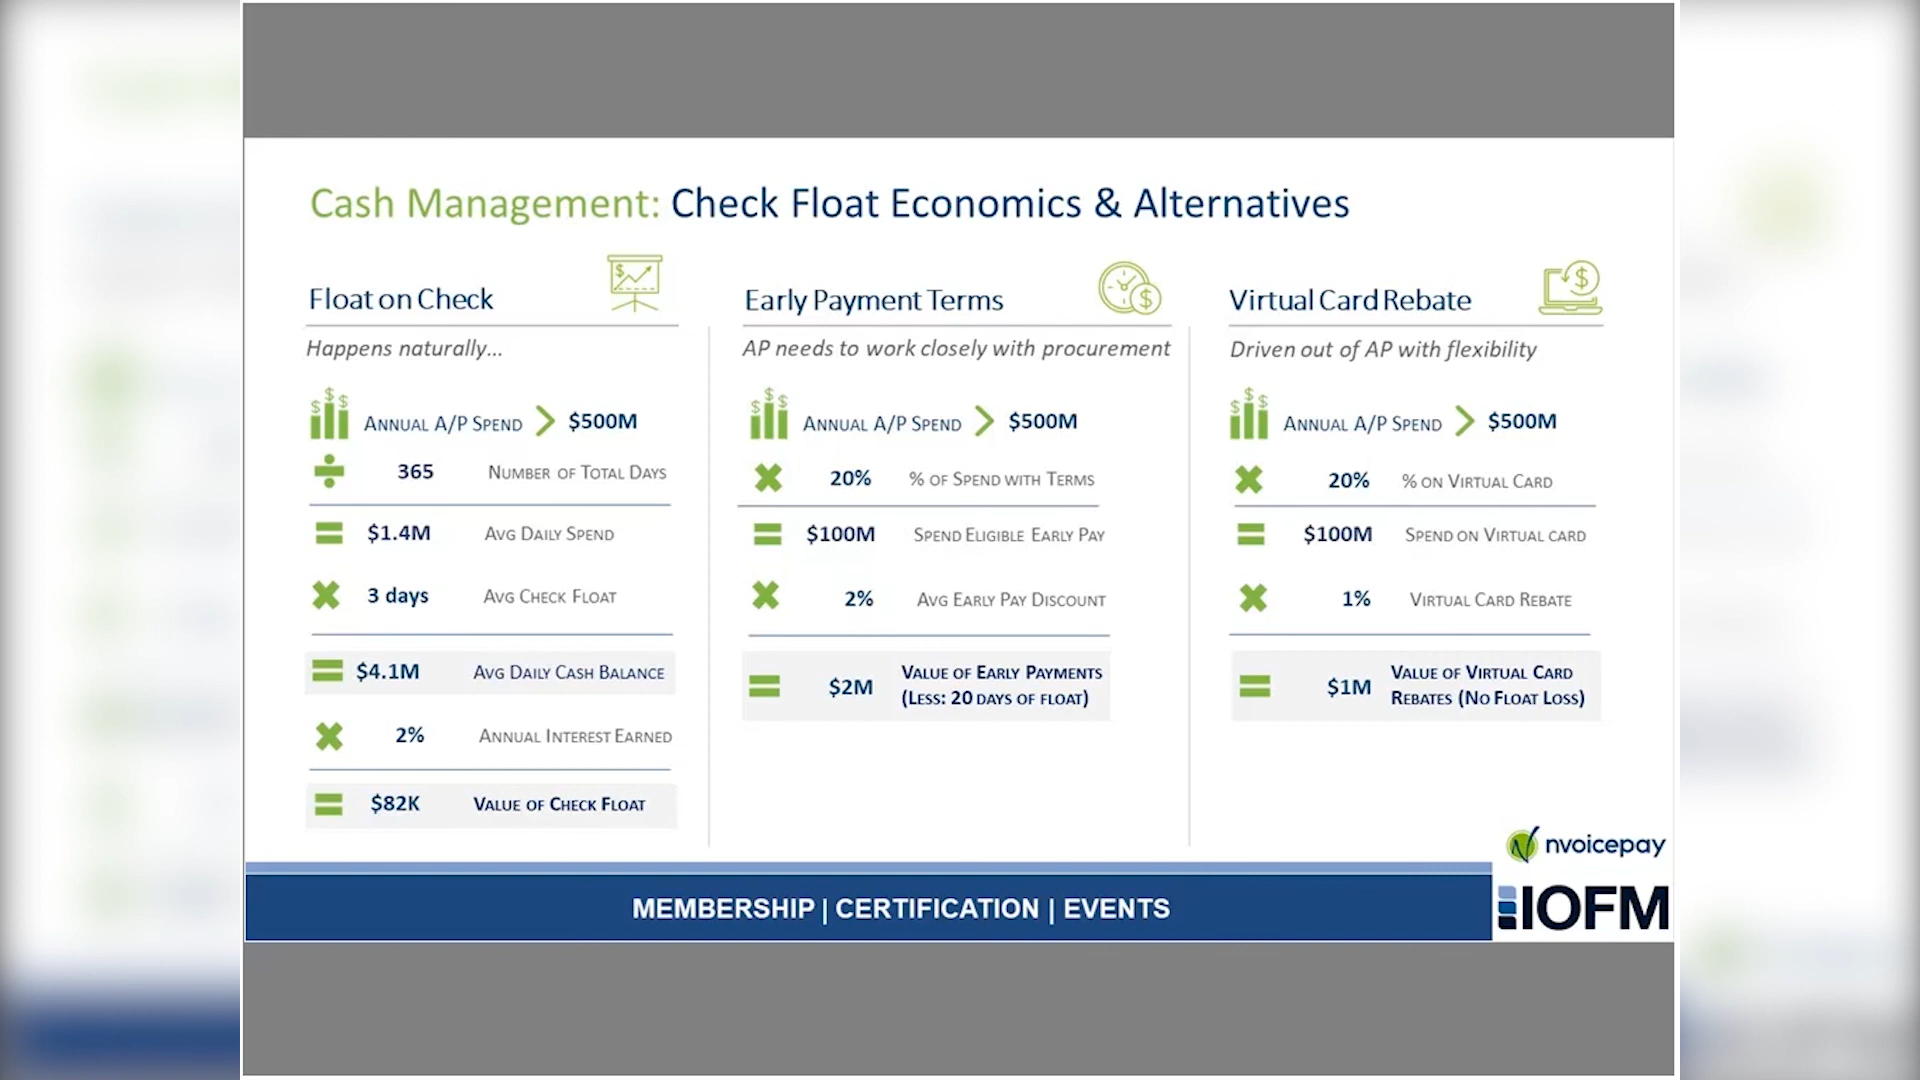 Cash Management: Check Float Economics & Alternatives
Float on Check
Happens naturally...
ANNUAL A/P SPEND > $500M
365 NUMBER OF TOTAL DAYS
= $1.4M AVG DAILY SPEND
3 days AVG CHECK FLOAT
= $4.1M AVG DAILY CASH BALANCE
2% ANNUAL INTEREST EARNED
= $82K VALUE OF CHECK FLOAT
Early Payment Terms
AP needs to work closely with procurement
ANNUAL A/P SPEND > $500M
20% % OF SPEND WITH TERMS
= $100M SPEND ELIGIBLE EARLY PAY
2% AVG EARLY PAY DISCOUNT
= $2M VALUE OF EARLY PAYMENTS
(LESS: 20 DAYS OF FLOAT)
Virtual Card Rebate
Driven out of AP with flexibility
ANNUAL A/P SPEND > $500M
20% % ON VIRTUAL CARD
= $100M SPEND ON VIRTUAL CARD
1% VIRTUAL CARD REBATE
= $1M VALUE OF VIRTUAL CARD
REBATES (NO FLOAT LOSS)
nvoicepay
MEMBERSHIP | CERTIFICATION | EVENTS
IOFM